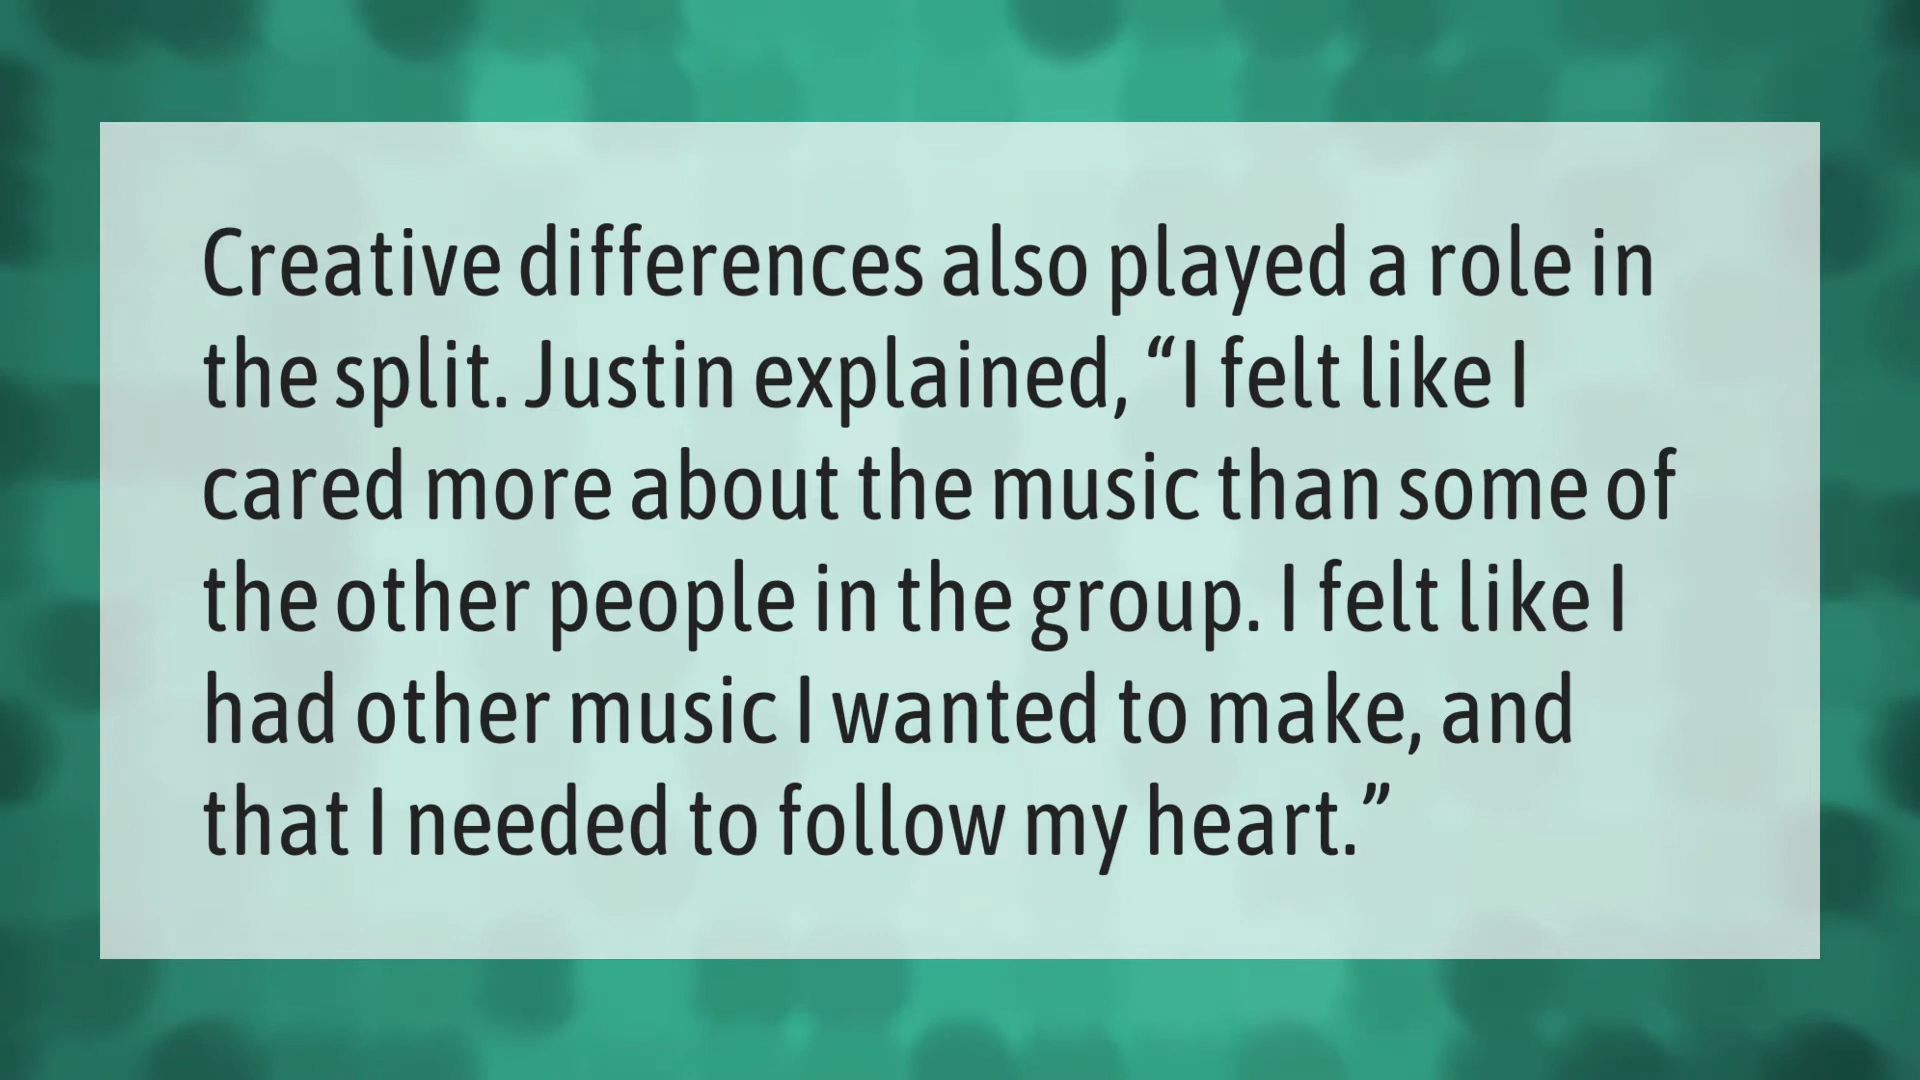 Creative differences also played a role in
the split. Justin explained, “I felt like I
cared more about the music than some of
the other people in the group. I felt like I
had other music I wanted to make, and
that I needed to follow my heart.”